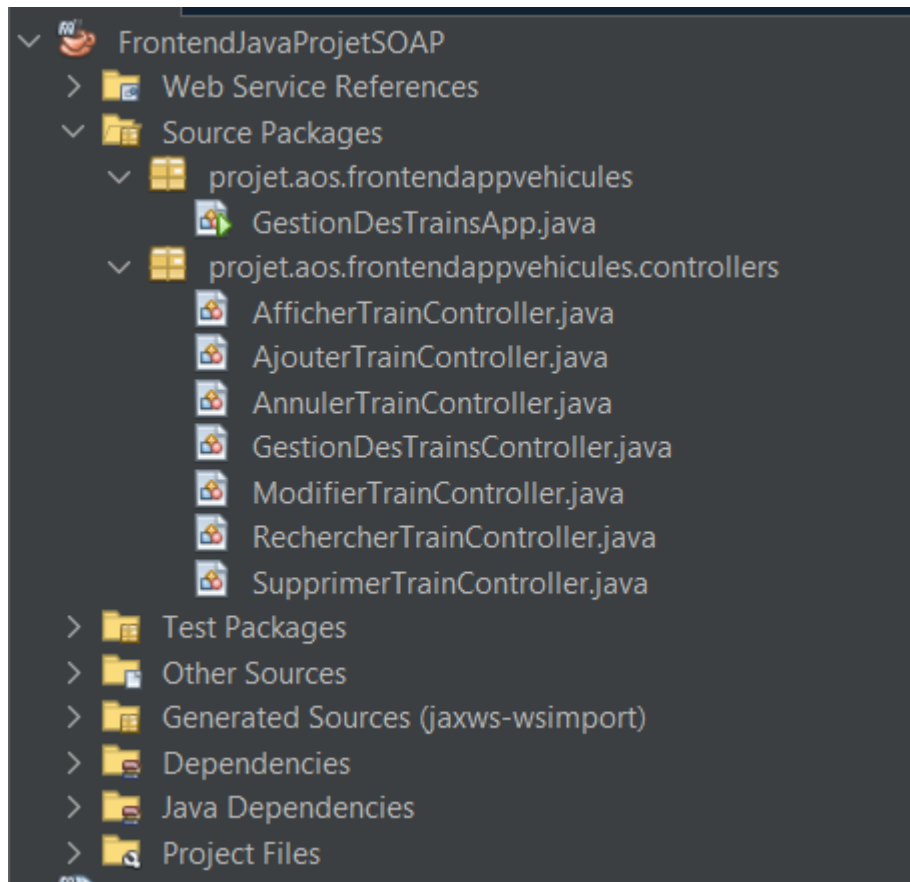 FrontendJavaProjetSOAP
Web Service References
Source Packages
projet.aos.frontendappvehicules
GestionDesTrainsApp.java
projet.aos.frontendappvehicules.controllers
AfficherTrainController.java
AjouterTrainController.java
AnnulerTrainController.java
GestionDesTrainsController.java
ModifierTrainController.java
RechercherTrainController.java
SupprimerTrainController.java
Test Packages
Other Sources
Generated Sources (jaxws-wsimport)
Dependencies
Java Dependencies
Project Files